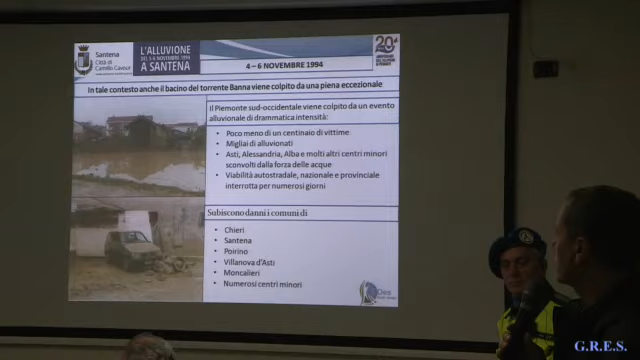 Santena
Città di
Camillo Cavour
L'ALLUVIONE
DEL 5-6 NOVEMBRE 1994
A SANTENA
20°
4 – 6 NOVEMBRE 1994
In tale contesto anche il bacino del torrente Banna viene colpito da una piena eccezionale
Il Piemonte sud-occidentale viene colpito da un evento
alluvionale di drammatica intensità:
• Poco meno di un centinaio di vittime
• Migliai di alluvionati
• Asti, Alessandria, Alba e molti altri centri minori
sconvolti dalla forza delle acque
• Viabilità autostradale, nazionale e provinciale
interrotta per numerosi giorni
Subiscono danni i comuni di
• Chieri
• Santena
• Poirino
• Villanova d'Asti
• Moncalieri
• Numerosi centri minori
G.R.E.S.